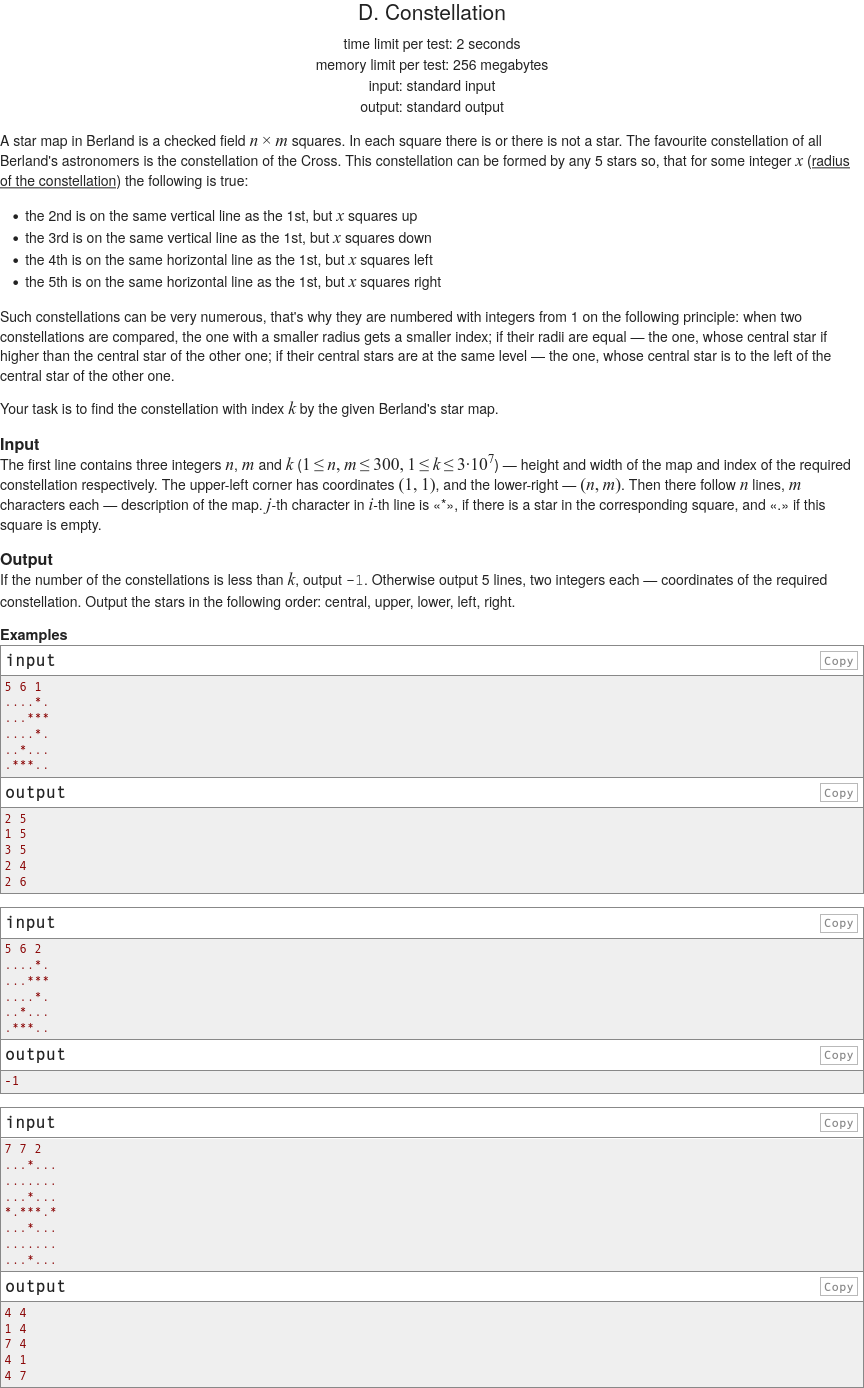 D. Constellation
time limit per test: 2 seconds
memory limit per test: 256 megabytes
input: standard input
output: standard output
A star map in Berland is a checked field n × m squares. In each square there is or there is not a star. The favourite constellation of all
Berland's astronomers is the constellation of the Cross. This constellation can be formed by any 5 stars so, that for some integer x (radius
of the constellation) the following is true:
• the 2nd is on the same vertical line as the 1st, but x squares up
• the 3rd is on the same vertical line as the 1st, but x squares down
• the 4th is on the same horizontal line as the 1st, but x squares left
• the 5th is on the same horizontal line as the 1st, but x squares right
Such constellations can be very numerous, that's why they are numbered with integers from 1 on the following principle: when two
constellations are compared, the one with a smaller radius gets a smaller index; if their radii are equal — the one, whose central star if
higher than the central star of the other one; if their central stars are at the same level — the one, whose central star is to the left of the
central star of the other one.
Your task is to find the constellation with index k by the given Berland's star map.
Input
The first line contains three integers n, m and k (1 ≤ n, m ≤ 300, 1 ≤ k ≤ 3·10^7) — height and width of the map and index of the required
constellation respectively. The upper-left corner has coordinates (1, 1), and the lower-right — (n, m). Then there follow n lines, m
characters each — description of the map. j-th character in i-th line is «*», if there is a star in the corresponding square, and «.» if this
square is empty.
Output
If the number of the constellations is less than k, output -1. Otherwise output 5 lines, two integers each — coordinates of the required
constellation. Output the stars in the following order: central, upper, lower, left, right.
Examples
input Copy
5 6 1
....*.
...***
....*.
..*...
.***..
output Copy
2 5
1 5
3 5
2 4
2 6
input Copy
5 6 2
....*.
...***
....*.
..*...
.***..
output Copy
-1
input Copy
7 7 2
...*...
.......
...*...
*.***.*
...*...
.......
...*...
output Copy
4 4
1 4
7 4
4 1
4 7